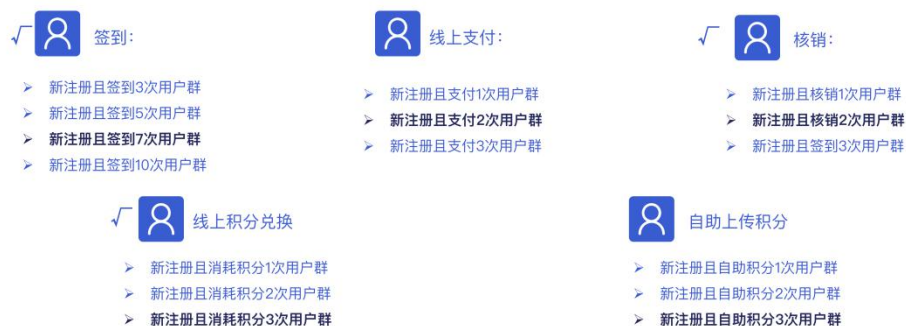 √ 签到:
新注册且签到3次用户群
新注册且签到5次用户群
新注册且签到7次用户群
新注册且签到10次用户群
线上支付:
新注册且支付1次用户群
新注册且支付2次用户群
新注册且支付3次用户群
√ 核销:
新注册且核销1次用户群
新注册且核销2次用户群
新注册且签到3次用户群
√ 线上积分兑换
新注册且消耗积分1次用户群
新注册且消耗积分2次用户群
新注册且消耗积分3次用户群
自助上传积分
新注册且自助积分1次用户群
新注册且自助积分2次用户群
新注册且自助积分3次用户群